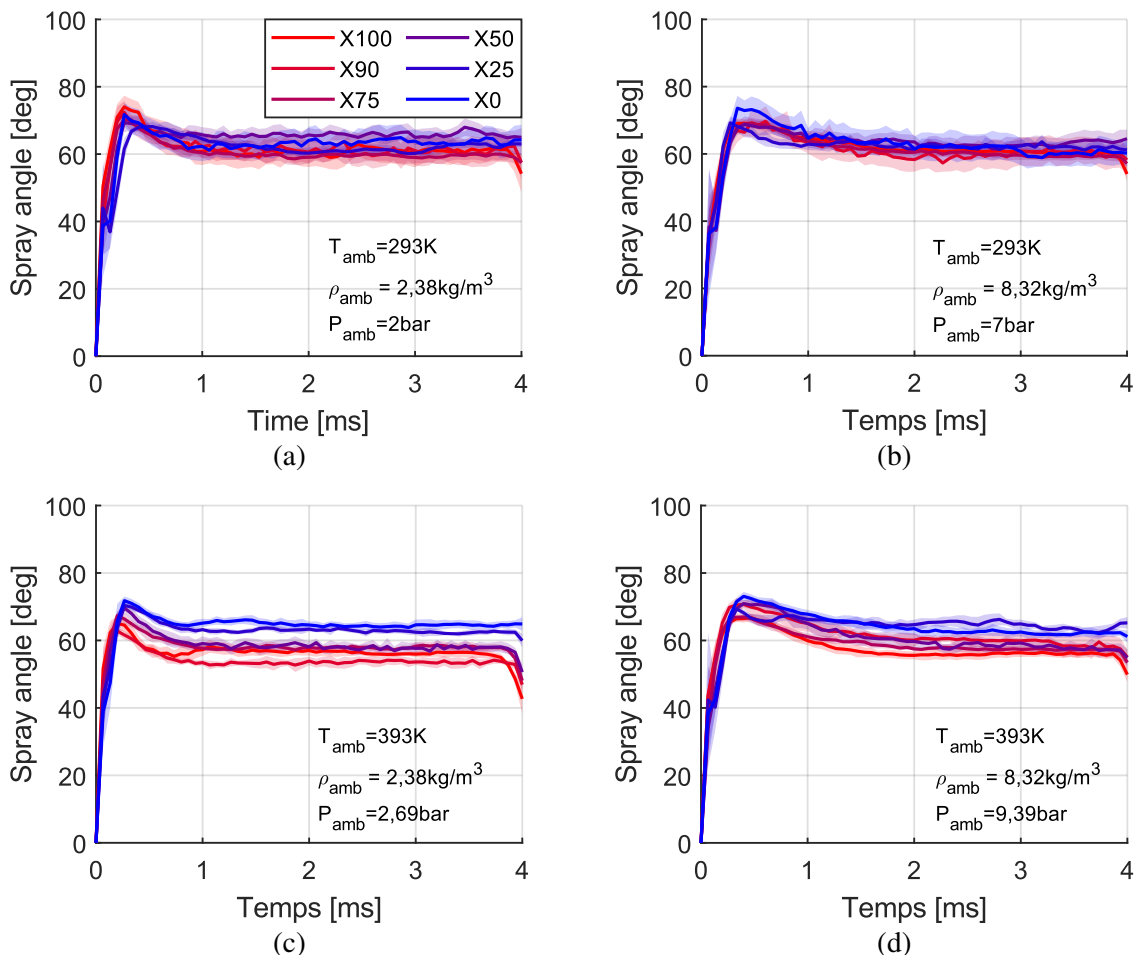 100
80
60
40
20
0
Spray angle [deg]
X100 X50
X90 X25
X75 X0
T_amb=293K
ρ_amb = 2,38kg/m³
P_amb=2bar
0 1 2 3 4
Time [ms]
(a)
100
80
60
40
20
0
Spray angle [deg]
T_amb=293K
ρ_amb = 8,32kg/m³
P_amb=7bar
0 1 2 3 4
Temps [ms]
(b)
100
80
60
40
20
0
Spray angle [deg]
T_amb=393K
ρ_amb = 2,38kg/m³
P_amb=2,69bar
0 1 2 3 4
Temps [ms]
(c)
100
80
60
40
20
0
Spray angle [deg]
T_amb=393K
ρ_amb = 8,32kg/m³
P_amb=9,39bar
0 1 2 3 4
Temps [ms]
(d)